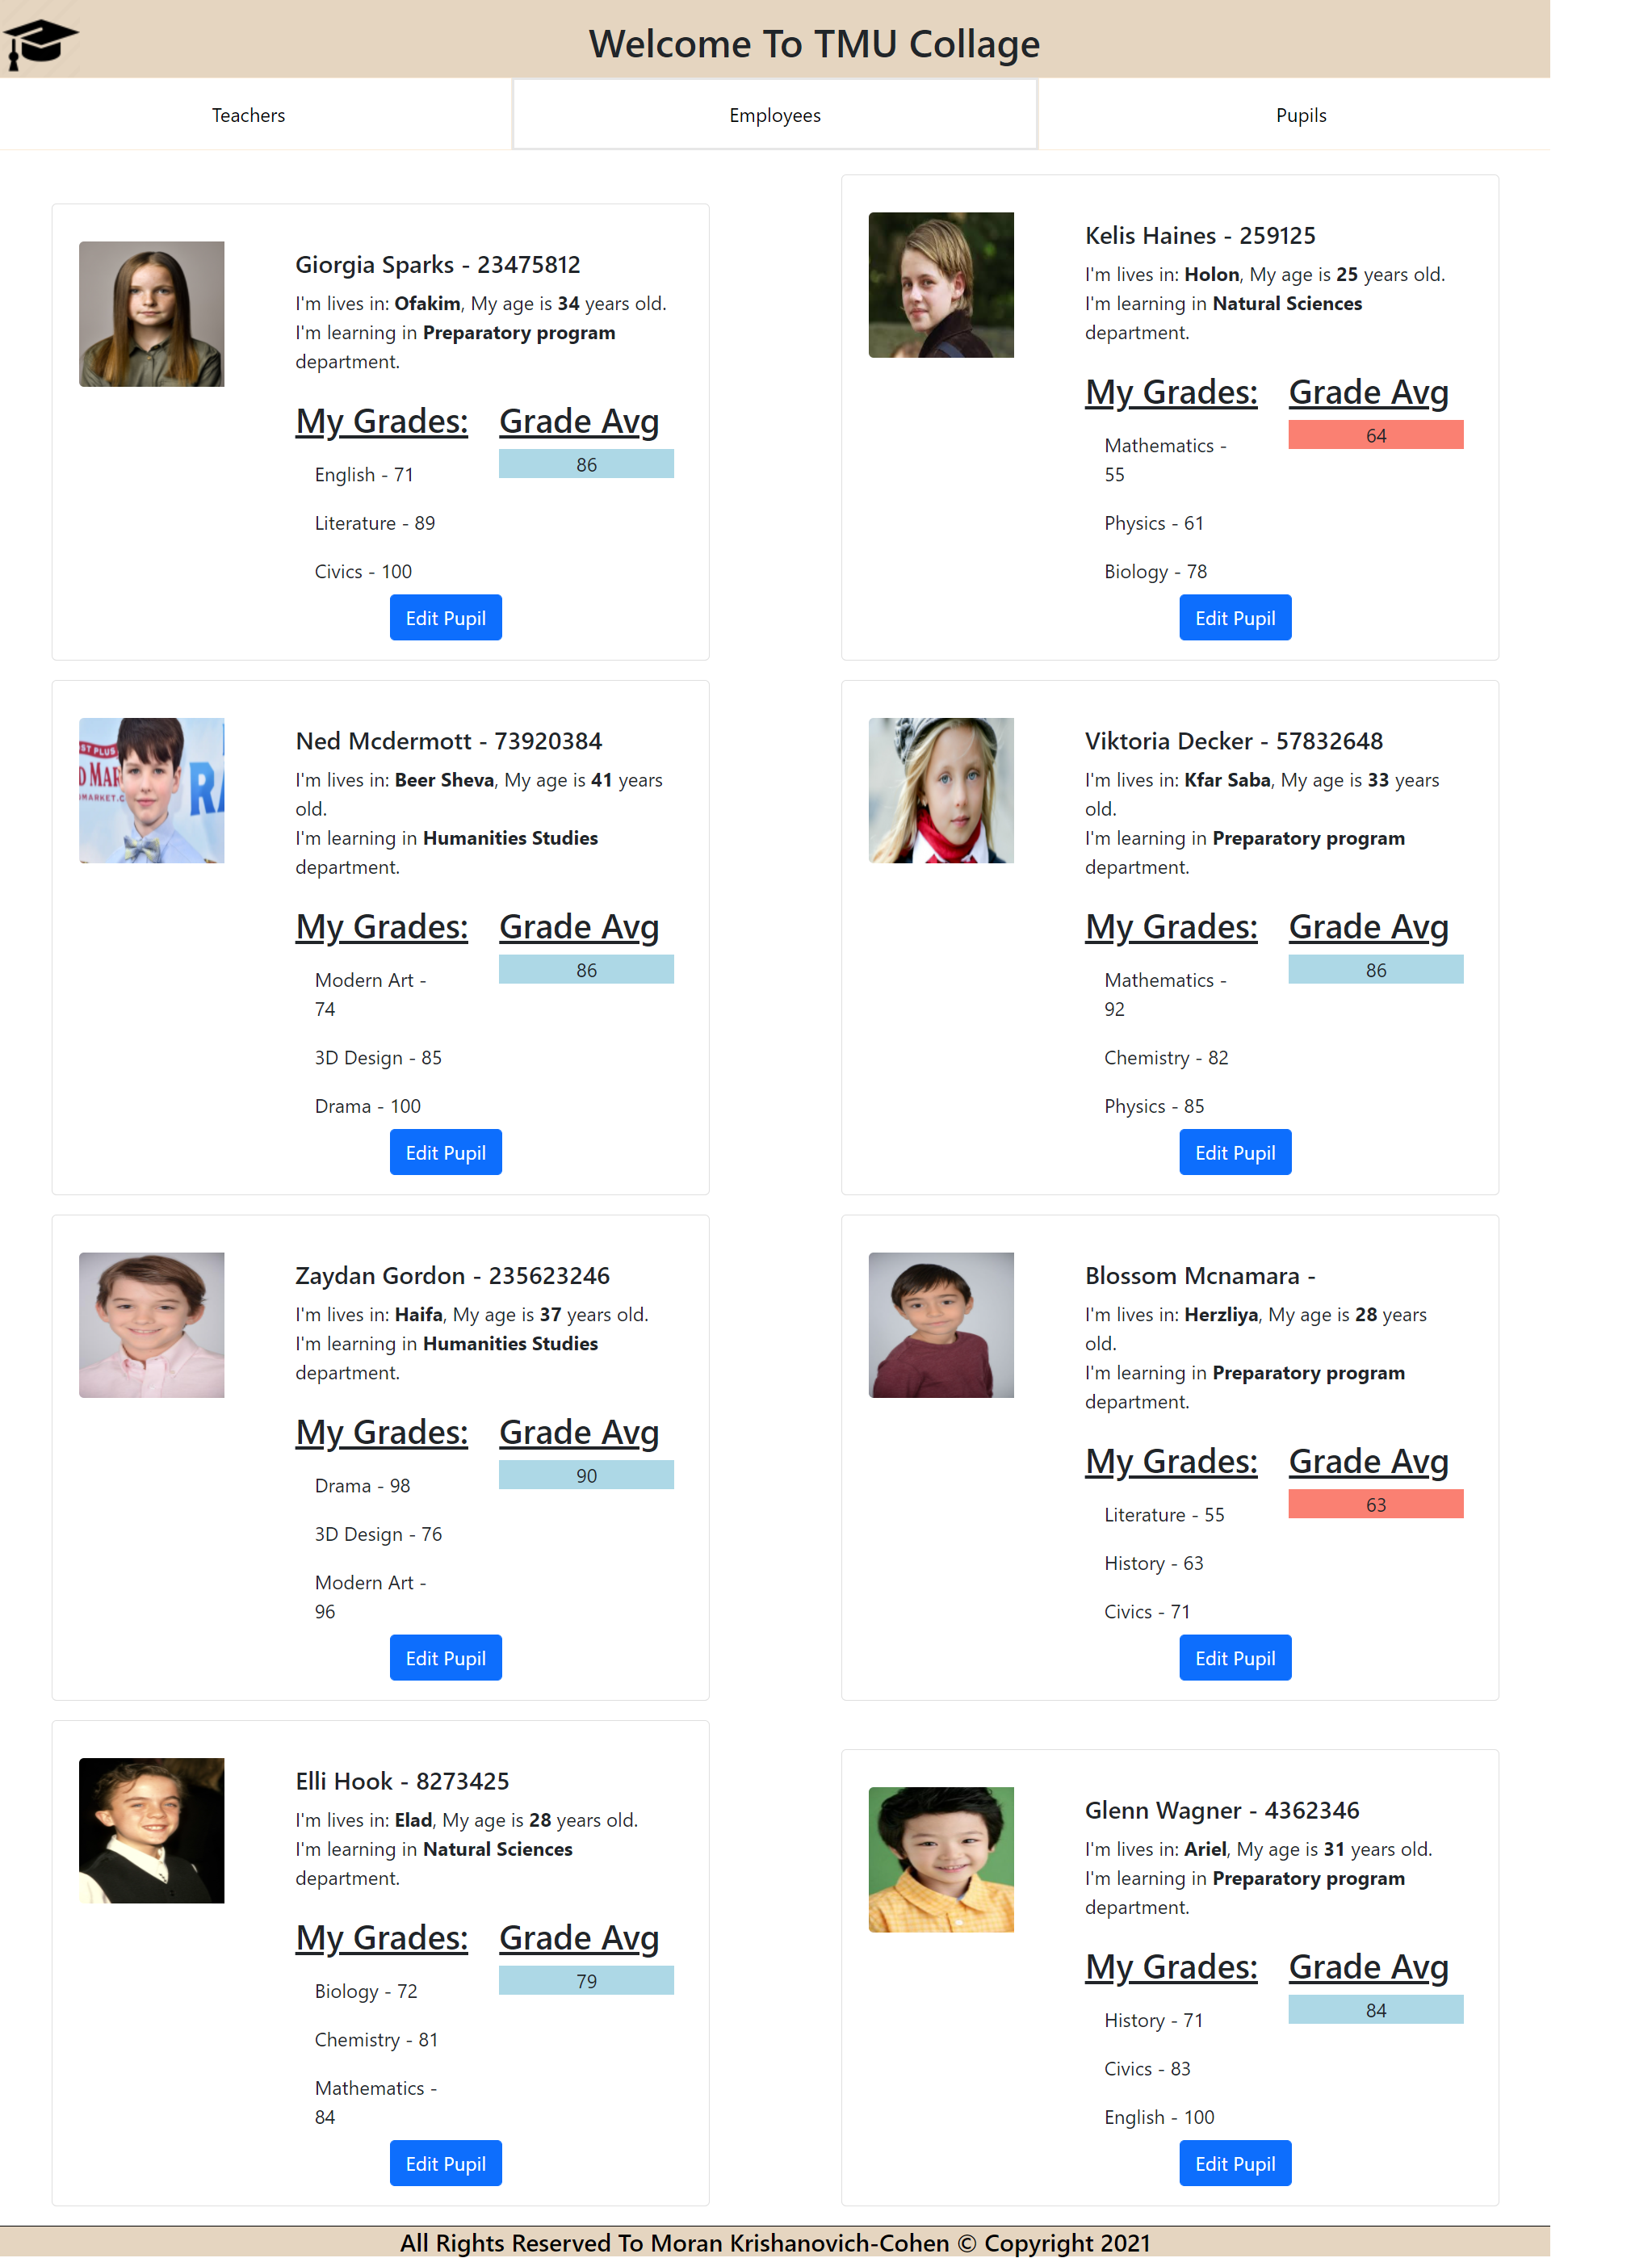 Welcome To TMU Collage
Teachers
Employees
Pupils
Giorgia Sparks - 23475812
I'm lives in: Ofakim, My age is 34 years old.
I'm learning in Preparatory program
department.
My Grades:
English - 71
Literature - 89
Civics - 100
Grade Avg
86
Edit Pupil
Kelis Haines - 259125
I'm lives in: Holon, My age is 25 years old.
I'm learning in Natural Sciences
department.
My Grades:
Mathematics -
55
Physics - 61
Biology - 78
Grade Avg
64
Edit Pupil
Ned Mcdermott - 73920384
I'm lives in: Beer Sheva, My age is 41 years
old.
I'm learning in Humanities Studies
department.
My Grades:
Modern Art -
74
3D Design - 85
Drama - 100
Grade Avg
86
Edit Pupil
Viktoria Decker - 57832648
I'm lives in: Kfar Saba, My age is 33 years
old.
I'm learning in Preparatory program
department.
My Grades:
Mathematics -
92
Chemistry - 82
Physics - 85
Grade Avg
86
Edit Pupil
Zaydan Gordon - 235623246
I'm lives in: Haifa, My age is 37 years old.
I'm learning in Humanities Studies
department.
My Grades:
Drama - 98
3D Design - 76
Modern Art -
96
Grade Avg
90
Edit Pupil
Blossom Mcnamara -
I'm lives in: Herzliya, My age is 28 years
old.
I'm learning in Preparatory program
department.
My Grades:
Literature - 55
History - 63
Civics - 71
Grade Avg
63
Edit Pupil
Elli Hook - 8273425
I'm lives in: Elad, My age is 28 years old.
I'm learning in Natural Sciences
department.
My Grades:
Biology - 72
Chemistry - 81
Mathematics -
84
Grade Avg
79
Edit Pupil
Glenn Wagner - 4362346
I'm lives in: Ariel, My age is 31 years old.
I'm learning in Preparatory program
department.
My Grades:
History - 71
Civics - 83
English - 100
Grade Avg
84
Edit Pupil
All Rights Reserved To Moran Krishanovich-Cohen © Copyright 2021